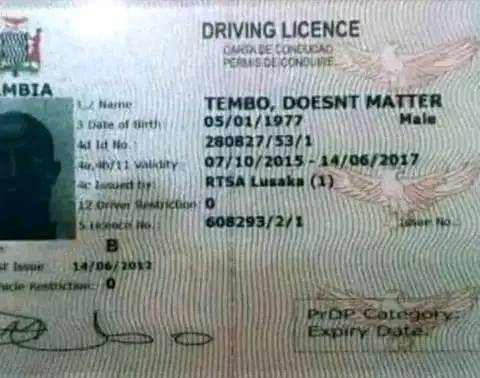 DRIVING LICENCE
CARTA DE CONDUCAO
PERMIS DE CONDUIRE
AMBIA
1,2 Name TEMBO, DOESNT MATTER
3 Date of Birth: 05/01/1977 Male
4d Id No. 280827/53/1
4a,4b/11 Validity: 07/10/2015 - 14/06/2017
4c Issued by: RTSA Lusaka (1)
12 Driver Restriction: 0
5 Licence No.: 608293/2/1 Issue No.
B
st Issue: 14/06/2012
icle Restriction: 0
PrDP Category:
Expiry Date: